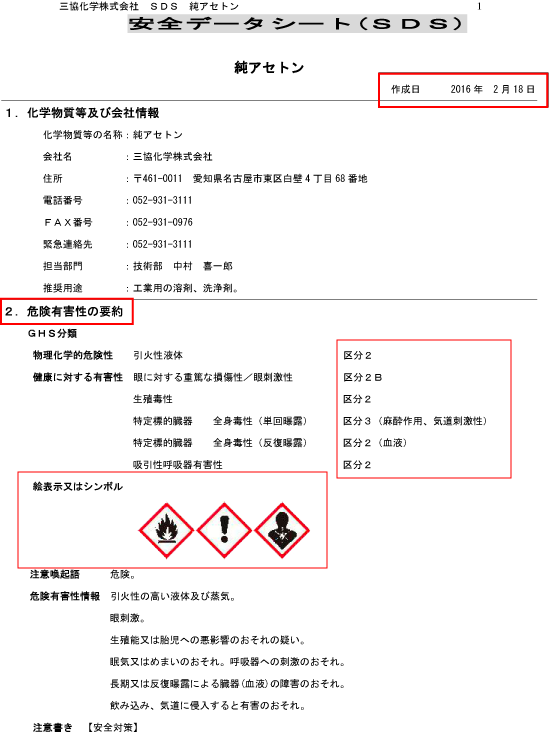 三協化学株式会社　ＳＤＳ　純アセトン　1
安全データシート(ＳＤＳ)
純アセトン
作成日　2016 年　2 月 18 日
１．化学物質等及び会社情報
化学物質等の名称：純アセトン
会社名　：三協化学株式会社
住所　：〒461-0011　愛知県名古屋市東区白壁 4 丁目 68 番地
電話番号　：052-931-3111
ＦＡＸ番号　：052-931-0976
緊急連絡先　：052-931-3111
担当部門　：技術部　中村　喜一郎
推奨用途　：工業用の溶剤、洗浄剤。
２．危険有害性の要約
ＧＨＳ分類
物理化学的危険性　引火性液体　区分２
健康に対する有害性　眼に対する重篤な損傷性／眼刺激性　区分２Ｂ
生殖毒性　区分２
特定標的臓器　全身毒性（単回曝露）　区分３（麻酔作用、気道刺激性）
特定標的臓器　全身毒性（反復曝露）　区分２（血液）
吸引性呼吸器有害性　区分２
絵表示又はシンボル
注意喚起語　危険。
危険有害性情報　引火性の高い液体及び蒸気。
眼刺激。
生殖能又は胎児への悪影響のおそれの疑い。
眠気又はめまいのおそれ。呼吸器への刺激のおそれ。
長期又は反復曝露による臓器(血液)の障害のおそれ。
飲み込み、気道に侵入すると有害のおそれ。
注意書き　【安全対策】